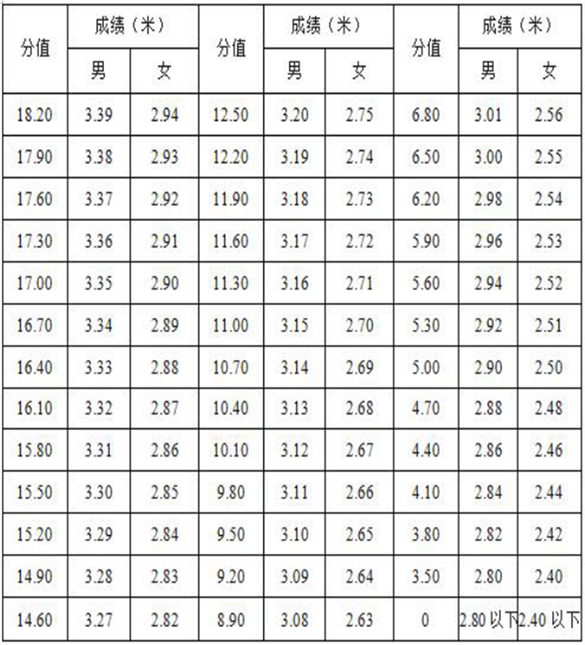 分值 成绩（米） 分值 成绩（米） 分值 成绩（米）
男 女 男 女 男 女
18.20 3.39 2.94 12.50 3.20 2.75 6.80 3.01 2.56
17.90 3.38 2.93 12.20 3.19 2.74 6.50 3.00 2.55
17.60 3.37 2.92 11.90 3.18 2.73 6.20 2.98 2.54
17.30 3.36 2.91 11.60 3.17 2.72 5.90 2.96 2.53
17.00 3.35 2.90 11.30 3.16 2.71 5.60 2.94 2.52
16.70 3.34 2.89 11.00 3.15 2.70 5.30 2.92 2.51
16.40 3.33 2.88 10.70 3.14 2.69 5.00 2.90 2.50
16.10 3.32 2.87 10.40 3.13 2.68 4.70 2.88 2.48
15.80 3.31 2.86 10.10 3.12 2.67 4.40 2.86 2.46
15.50 3.30 2.85 9.80 3.11 2.66 4.10 2.84 2.44
15.20 3.29 2.84 9.50 3.10 2.65 3.80 2.82 2.42
14.90 3.28 2.83 9.20 3.09 2.64 3.50 2.80 2.40
14.60 3.27 2.82 8.90 3.08 2.63 0 2.80以下 2.40以下